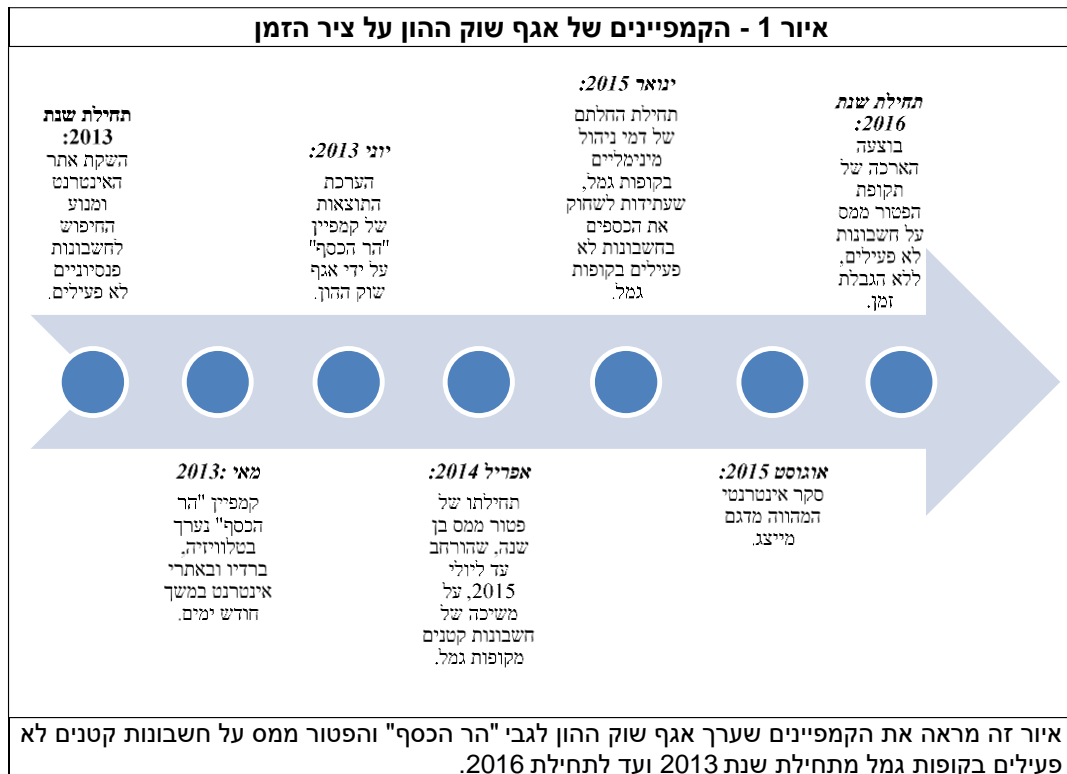 איור 1 - הקמפיינים של אגף שוק ההון על ציר הזמן
תחילת שנת
2013:
השקת אתר
האינטרנט
ומנוע
החיפוש
לחשבונות
פנסיוניים
לא פעילים.
מאי :2013
קמפיין "הר
הכסף" נערך
בטלוויזיה,
ברדיו ובאתרי
אינטרנט במשך
חודש ימים.
יוני 2013:
הערכת
התוצאות
של קמפיין
"הר הכסף"
על ידי אגף
שוק ההון.
אפריל 2014:
תחילתו של
פטור ממס בן
שנה, שהורחב
עד ליולי
2015, על
משיכה של
חשבונות קטנים
מקופות גמל.
ינואר 2015:
תחילת החלתם
של דמי ניהול
מינימליים
בקופות גמל,
שעתידות לשחוק
את הכספים
בחשבונות לא
פעילים בקופות
גמל.
אוגוסט 2015:
סקר אינטרנטי
המהווה מדגם
מייצג.
תחילת שנת
2016:
בוצעה
הארכה של
תקופת
הפטור ממס
על חשבונות
לא פעילים,
ללא הגבלת
זמן.
איור זה מראה את הקמפיינים שערך אגף שוק ההון לגבי "הר הכסף" והפטור ממס על חשבונות קטנים לא
פעילים בקופות גמל מתחילת שנת 2013 ועד לתחילת 2016.